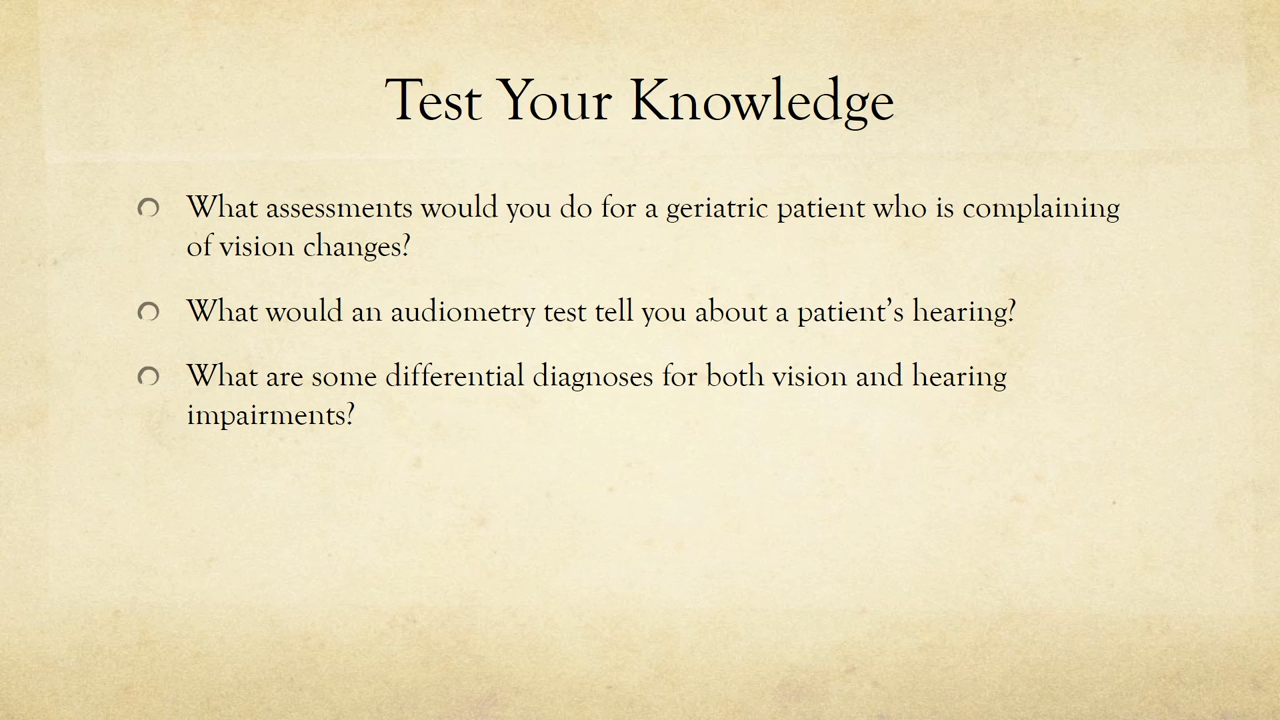 Test Your Knowledge
What assessments would you do for a geriatric patient who is complaining
of vision changes?
What would an audiometry test tell you about a patient’s hearing?
What are some differential diagnoses for both vision and hearing
impairments?